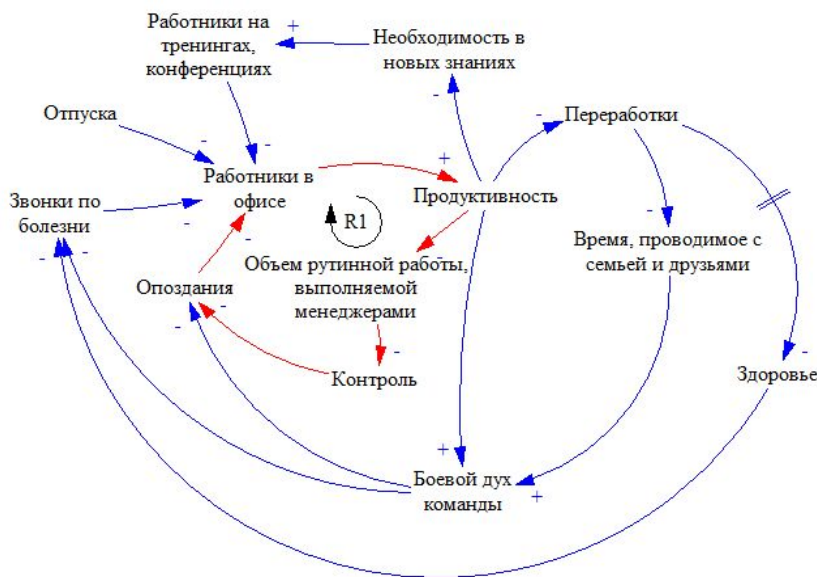 Работники на
тренингах,
конференциях
+
Необходимость в
новых знаниях
-
Отпуска
-
-
-
Переработки
Работники в
офисе
+
Продуктивность
Звонки по
болезни
-
-
-
-
R1
-
Время, проводимое с
семьей и друзьями
Объем рутинной работы,
выполняемой
менеджерами
-
Опоздания
-
-
-
Контроль
-
Здоровье
+
Боевой дух
команды
+